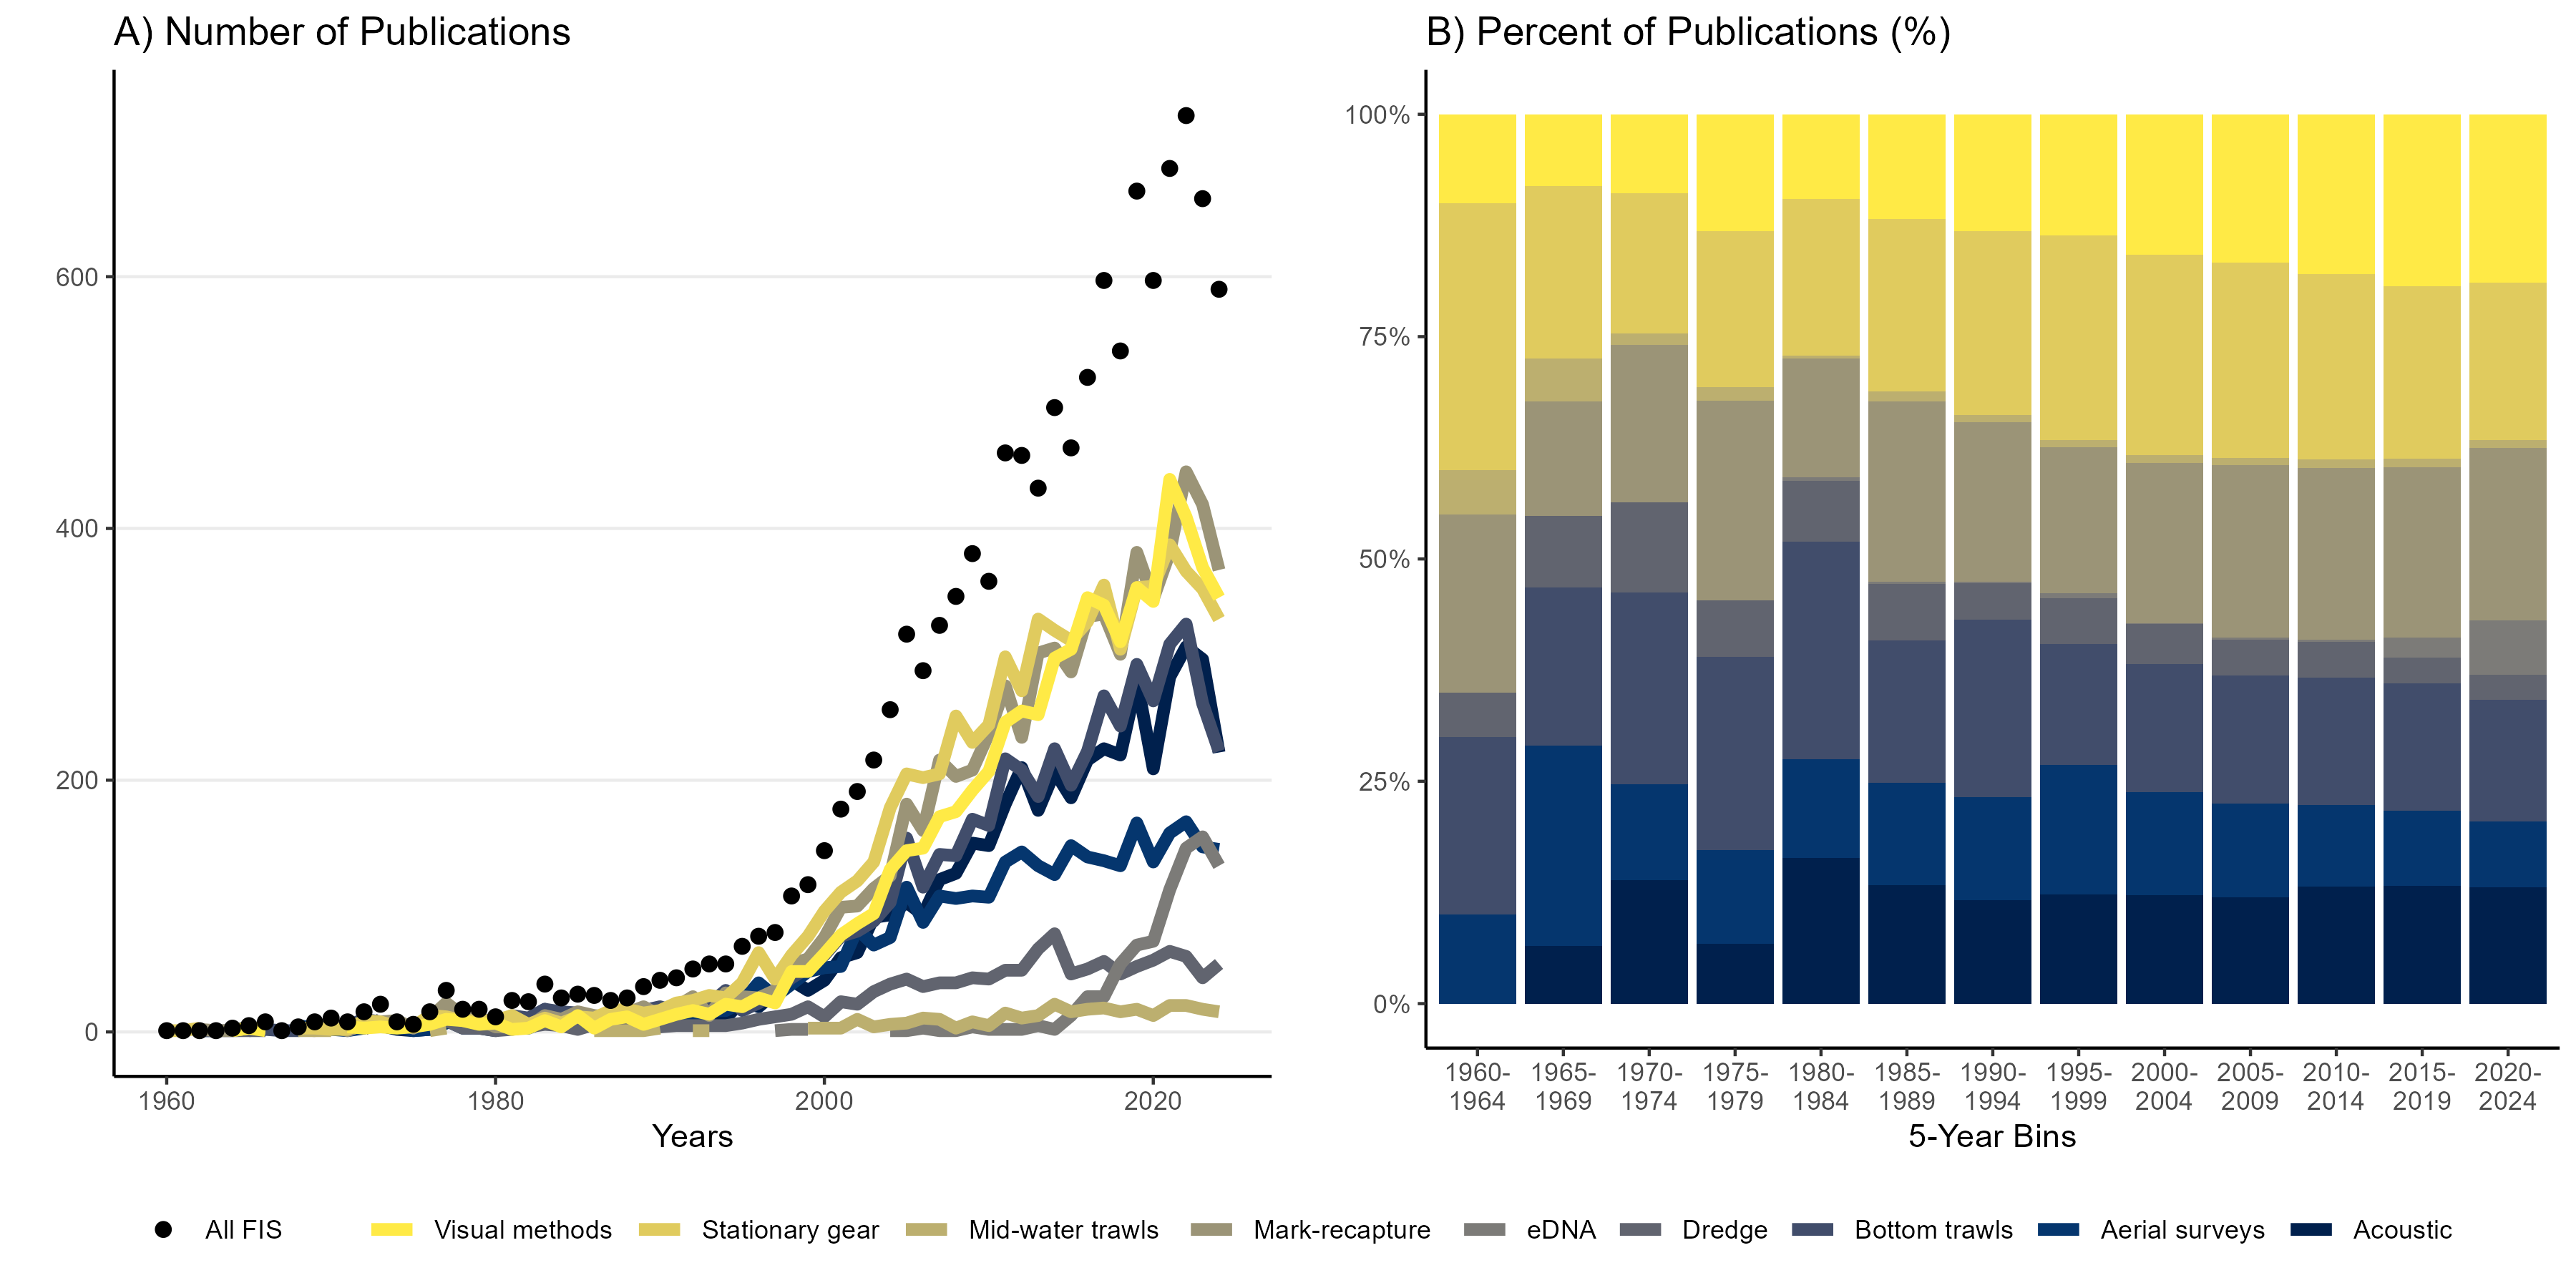 A) Number of Publications
600
400
200
0
1960
1980
2000
2020
Years
B) Percent of Publications (%)
100%
75%
50%
25%
0%
1960-
1964
1965-
1969
1970-
1974
1975-
1979
1980-
1984
1985-
1989
1990-
1994
1995-
1999
2000-
2004
2005-
2009
2010-
2014
2015-
2019
2020-
2024
5-Year Bins
All FIS
Visual methods
Stationary gear
Mid-water trawls
Mark-recapture
eDNA
Dredge
Bottom trawls
Aerial surveys
Acoustic